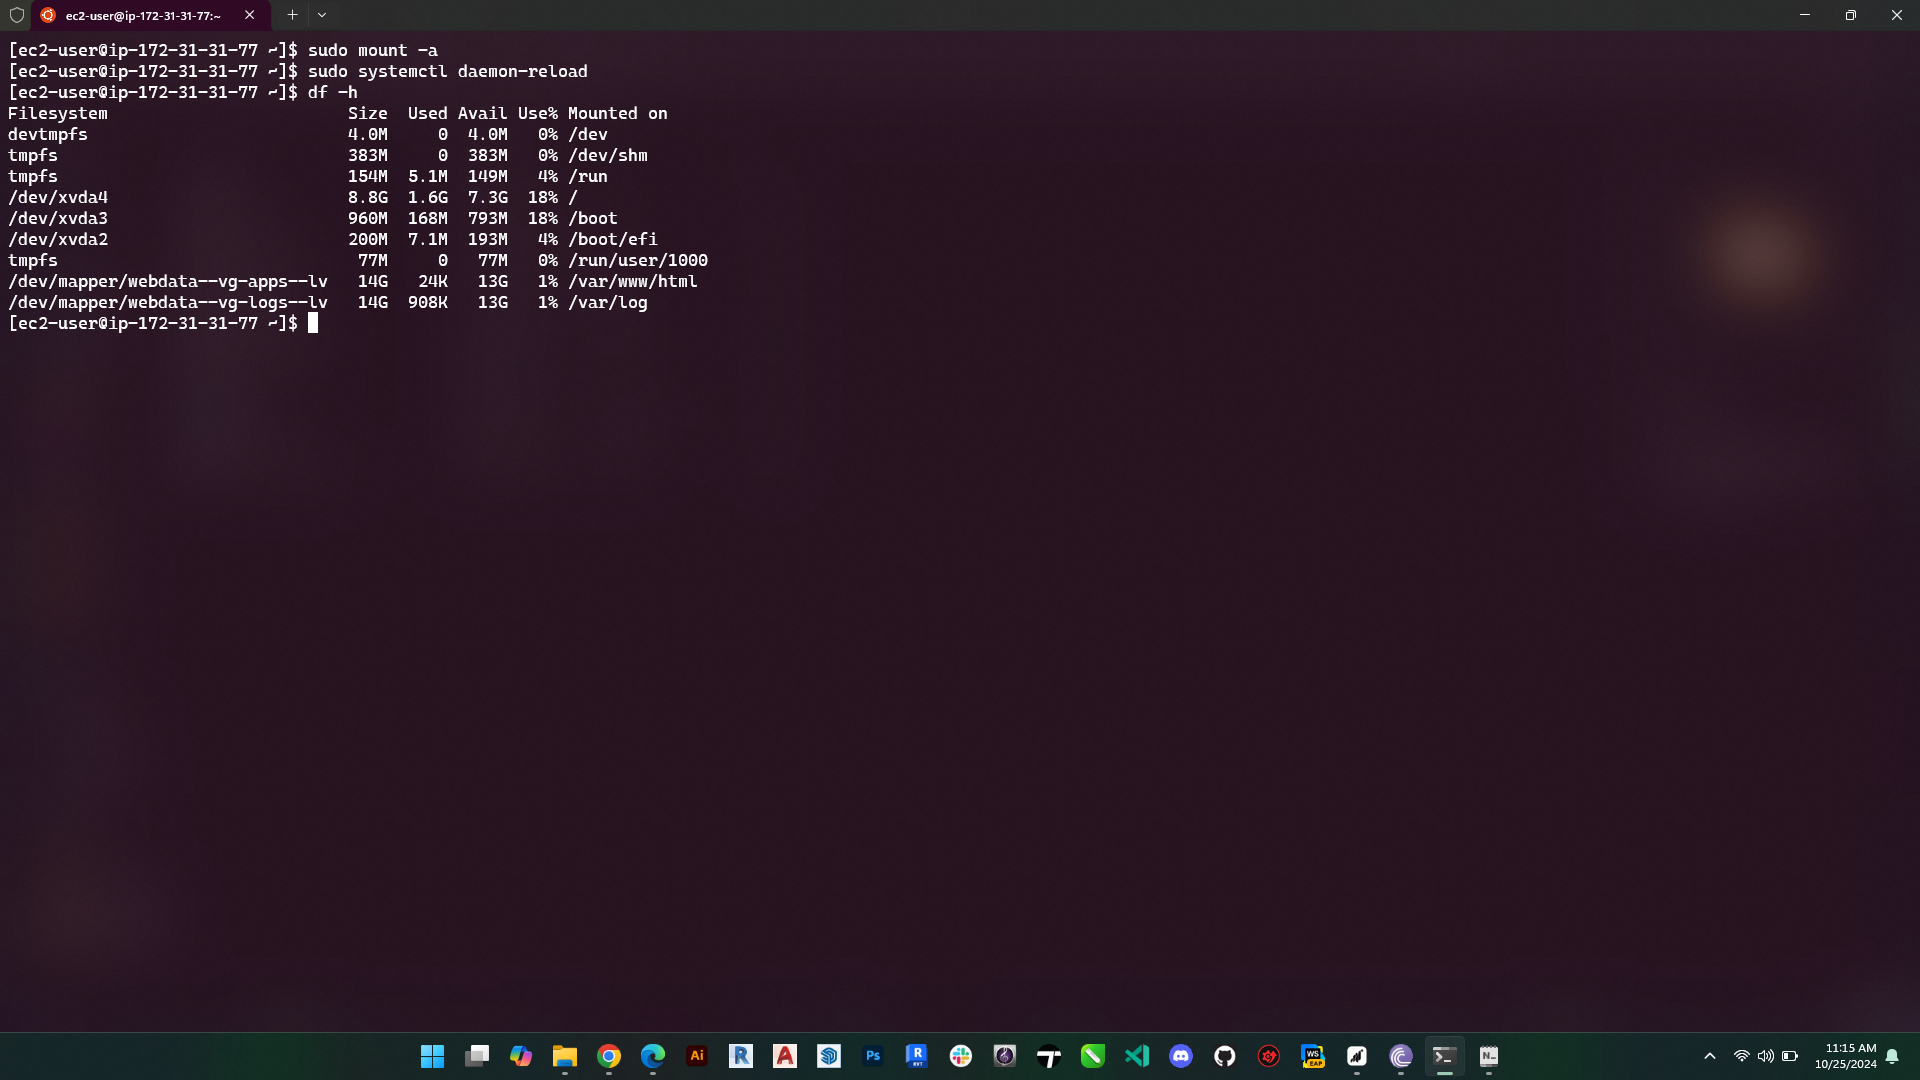 ec2-user@ip-172-31-31-77:~
[ec2-user@ip-172-31-31-77 ~]$ sudo mount -a
[ec2-user@ip-172-31-31-77 ~]$ sudo systemctl daemon-reload
[ec2-user@ip-172-31-31-77 ~]$ df -h
Filesystem                        Size  Used Avail Use% Mounted on
devtmpfs                          4.0M     0  4.0M   0% /dev
tmpfs                             383M     0  383M   0% /dev/shm
tmpfs                             154M  5.1M  149M   4% /run
/dev/xvda4                        8.8G  1.6G  7.3G  18% /
/dev/xvda3                        960M  168M  793M  18% /boot
/dev/xvda2                        200M  7.1M  193M   4% /boot/efi
tmpfs                              77M     0   77M   0% /run/user/1000
/dev/mapper/webdata--vg-apps--lv   14G   24K   13G   1% /var/www/html
/dev/mapper/webdata--vg-logs--lv   14G  908K   13G   1% /var/log
[ec2-user@ip-172-31-31-77 ~]$
Ai
R
A
Ps
R
RVT
WS
EAP
N
11:15 AM
10/25/2024